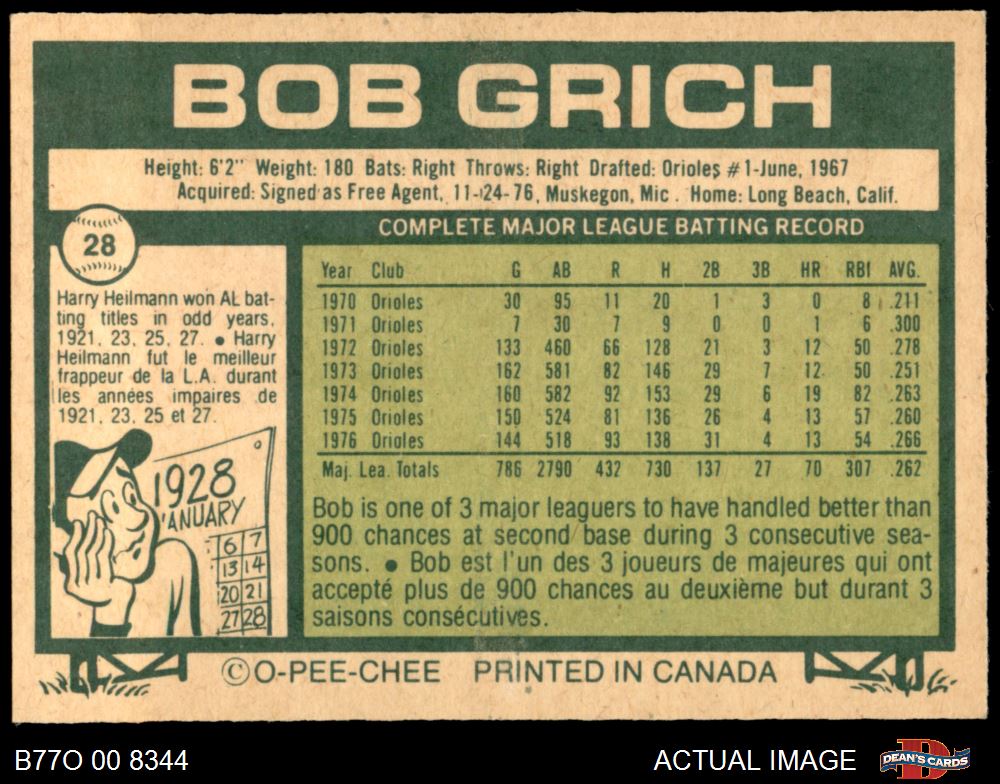 BOB GRICH
Height: 6'2" Weight: 180 Bats: Right Throws: Right Drafted: Orioles #1-June, 1967
Acquired: Signed as Free Agent, 11-24-76, Muskegon, Mic. Home: Long Beach, Calif.
28
Harry Heilmann won AL bat-
ting titles in odd years,
1921, 23, 25, 27. ● Harry
Heilmann fut le meilleur
frappeur de la L.A. durant
les années impaires de
1921, 23, 25 et 27.
1928
'ANUARY
6 7
13 14
20 21
27 28
COMPLETE MAJOR LEAGUE BATTING RECORD
Year Club G AB R H 2B 3B HR RBI AVG.
1970 Orioles 30 95 11 20 1 3 0 8 .211
1971 Orioles 7 30 7 9 0 0 1 6 .300
1972 Orioles 133 460 66 128 21 3 12 50 .278
1973 Orioles 162 581 82 146 29 7 12 50 .251
1974 Orioles 160 582 92 153 29 6 19 82 .263
1975 Orioles 150 524 81 136 26 4 13 57 .260
1976 Orioles 144 518 93 138 31 4 13 54 .266
Maj. Lea. Totals 786 2790 432 730 137 27 70 307 .262
Bob is one of 3 major leaguers to have handled better than
900 chances at second base during 3 consecutive sea-
sons. ● Bob est l'un des 3 joueurs de majeures qui ont
accepté plus de 900 chances au deuxième but durant 3
saisons consécutives.
©O-PEE-CHEE PRINTED IN CANADA
B77O 00 8344
ACTUAL IMAGE
D
DEAN'S CARDS